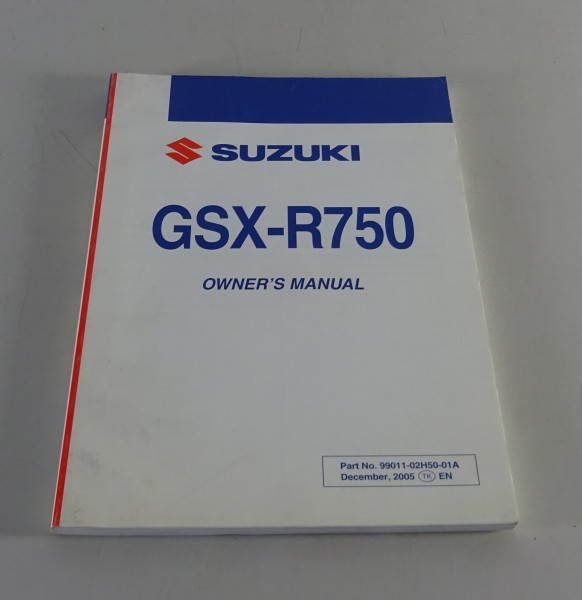 SUZUKI
GSX-R750
OWNER'S MANUAL
Part No. 99011-02H50-01A
December, 2005 TK EN